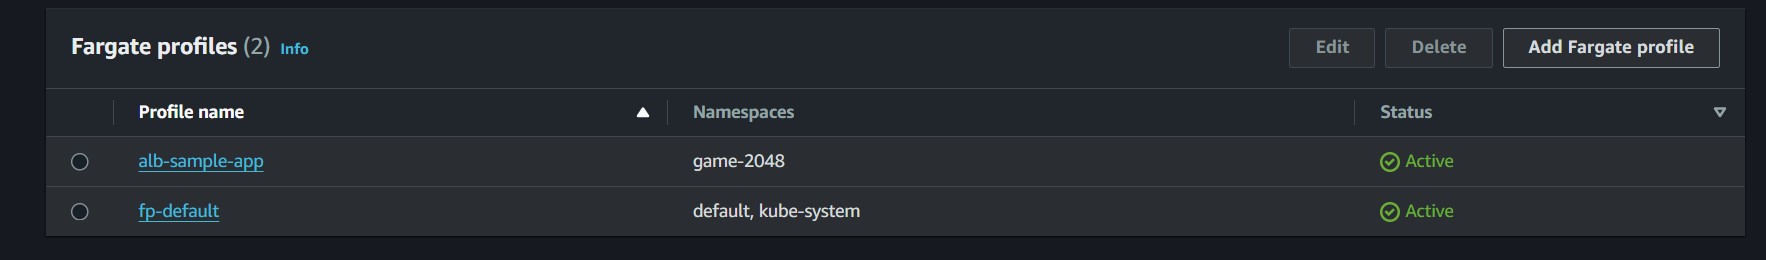 Fargate profiles (2) Info
Edit
Delete
Add Fargate profile
Profile name
Namespaces
Status
alb-sample-app
game-2048
Active
fp-default
default, kube-system
Active